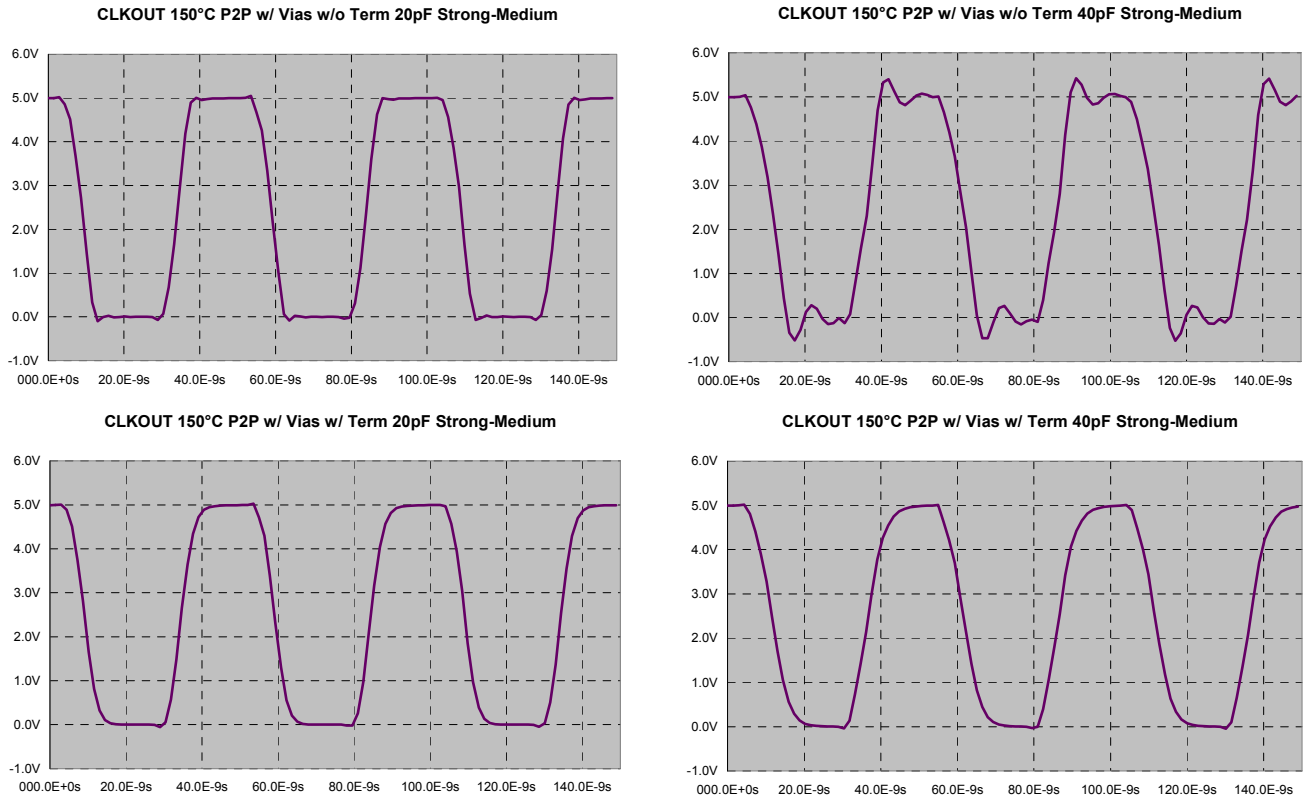 CLKOUT 150°C P2P w/ Vias w/o Term 20pF Strong-Medium
6.0V
5.0V
4.0V
3.0V
2.0V
1.0V
0.0V
-1.0V
000.0E+0s 20.0E-9s 40.0E-9s 60.0E-9s 80.0E-9s 100.0E-9s 120.0E-9s 140.0E-9s
CLKOUT 150°C P2P w/ Vias w/o Term 40pF Strong-Medium
6.0V
5.0V
4.0V
3.0V
2.0V
1.0V
0.0V
-1.0V
000.0E+0s 20.0E-9s 40.0E-9s 60.0E-9s 80.0E-9s 100.0E-9s 120.0E-9s 140.0E-9s
CLKOUT 150°C P2P w/ Vias w/ Term 20pF Strong-Medium
6.0V
5.0V
4.0V
3.0V
2.0V
1.0V
0.0V
-1.0V
000.0E+0s 20.0E-9s 40.0E-9s 60.0E-9s 80.0E-9s 100.0E-9s 120.0E-9s 140.0E-9s
CLKOUT 150°C P2P w/ Vias w/ Term 40pF Strong-Medium
6.0V
5.0V
4.0V
3.0V
2.0V
1.0V
0.0V
-1.0V
000.0E+0s 20.0E-9s 40.0E-9s 60.0E-9s 80.0E-9s 100.0E-9s 120.0E-9s 140.0E-9s